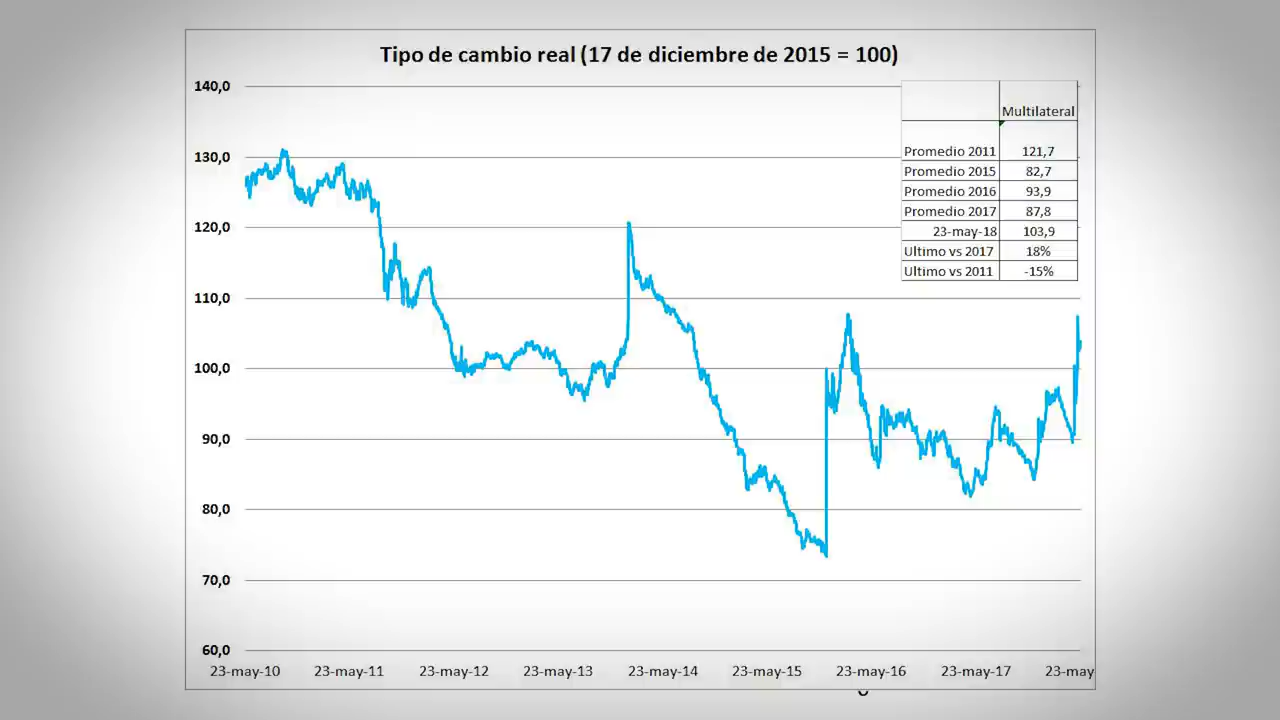 Tipo de cambio real (17 de diciembre de 2015 = 100)
140,0
130,0
120,0
110,0
100,0
90,0
80,0
70,0
60,0
23-may-10 23-may-11 23-may-12 23-may-13 23-may-14 23-may-15 23-may-16 23-may-17 23-may
Multilateral
Promedio 2011 121,7
Promedio 2015 82,7
Promedio 2016 93,9
Promedio 2017 87,8
23-may-18 103,9
Ultimo vs 2017 18%
Ultimo vs 2011 -15%